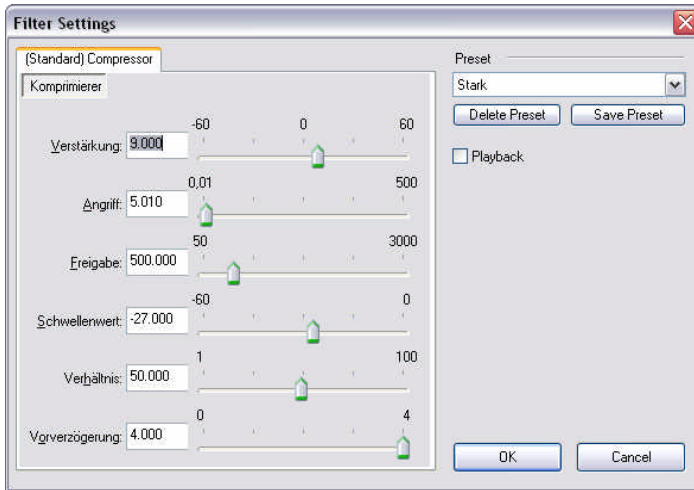 Filter Settings
(Standard) Compressor
Komprimierer
-60 0 60
Verstärkung: 9.000
0,01 500
Angriff: 5.010
50 3000
Freigabe: 500.000
-60 0
Schwellenwert: -27.000
1 100
Verhältnis: 50.000
0 4
Vorverzögerung: 4.000
Preset
Stark
Delete Preset Save Preset
Playback
OK Cancel